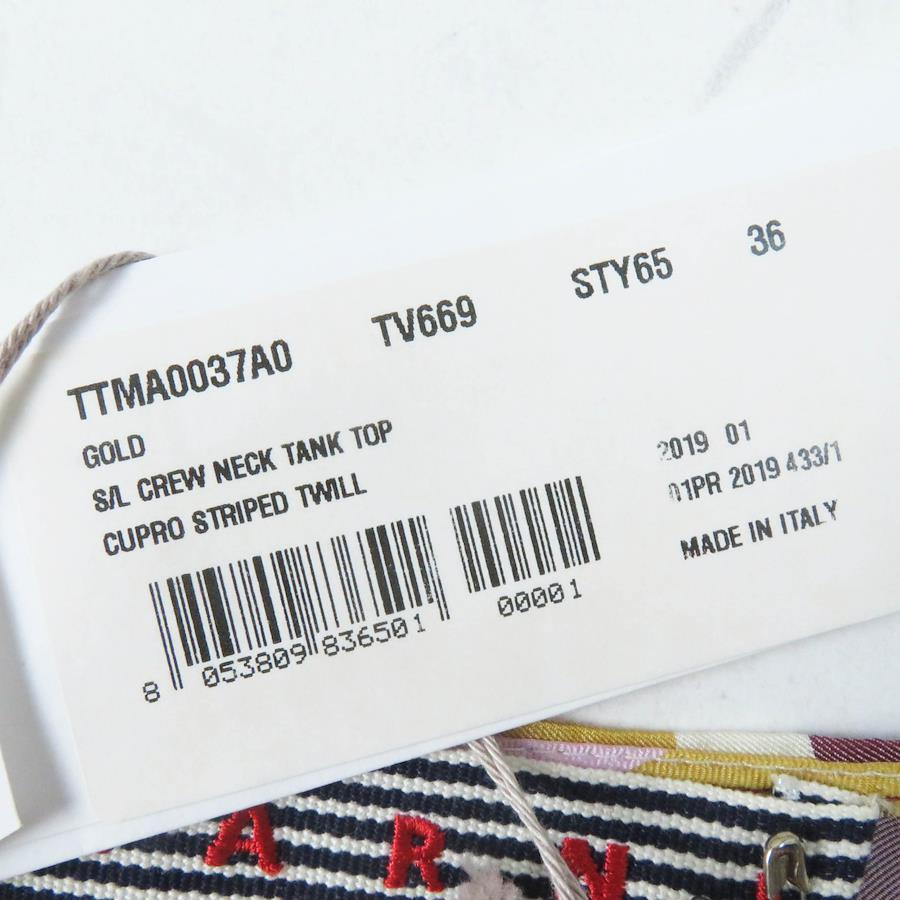 TTMA0037A0 TV669 STY65 36
GOLD
S/L CREW NECK TANK TOP
CUPRO STRIPED TWILL
2019 01
01PR 2019 433/1
MADE IN ITALY
8 053809 836501 00001
ARN